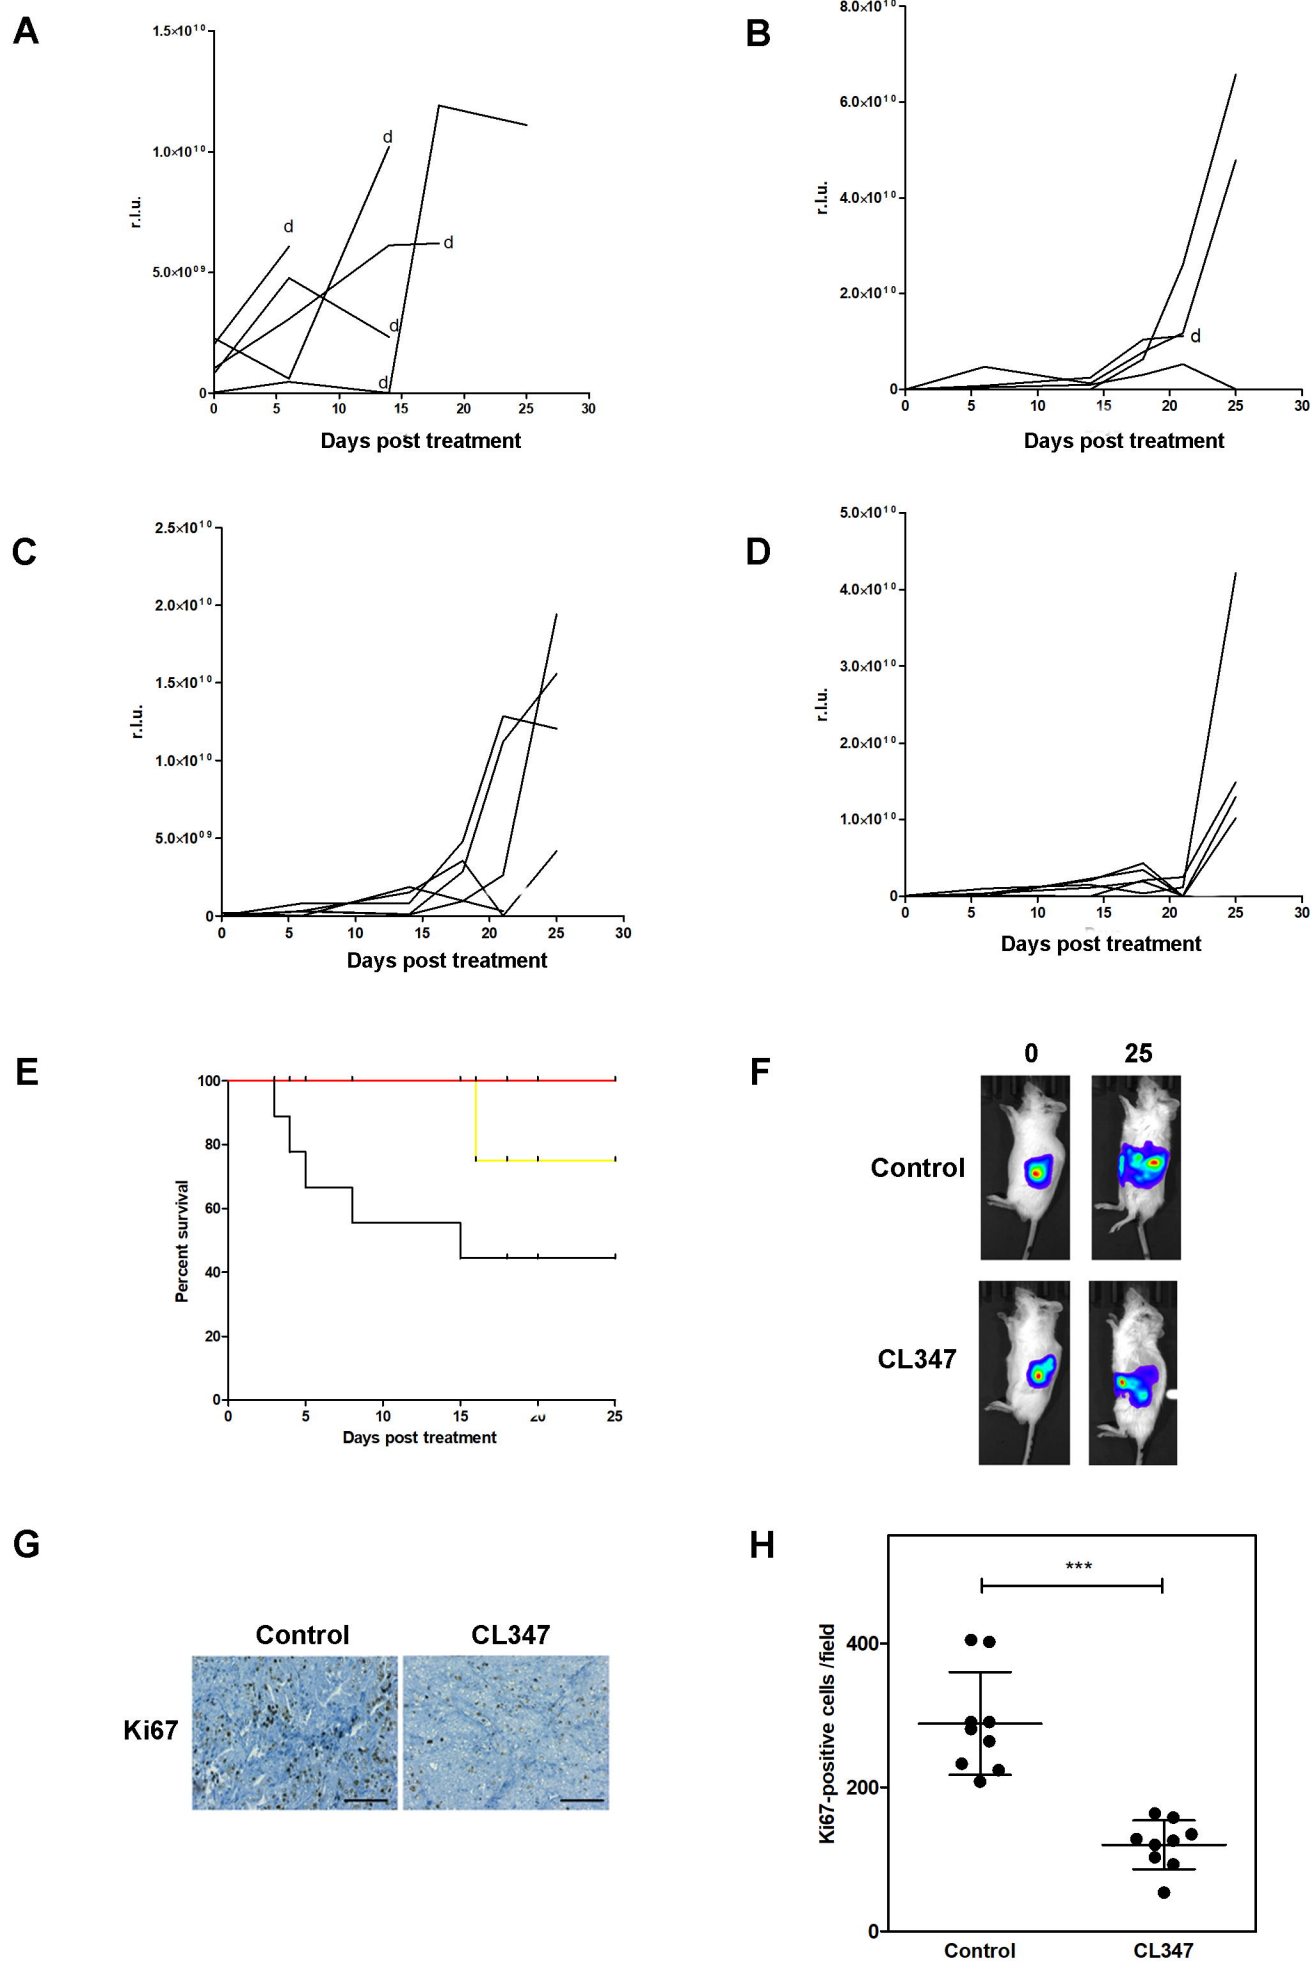 A
1.5×10¹⁰
1.0×10¹⁰
5.0×10⁰⁹
0
r.l.u.
d
d
d
d
d
0 5 10 15 20 25 30
Days post treatment
B
8.0×10¹⁰
6.0×10¹⁰
4.0×10¹⁰
2.0×10¹⁰
0
r.l.u.
d
0 5 10 15 20 25 30
Days post treatment
C
2.5×10¹⁰
2.0×10¹⁰
1.5×10¹⁰
1.0×10¹⁰
5.0×10⁰⁹
0
r.l.u.
0 5 10 15 20 25 30
Days post treatment
D
5.0×10¹⁰
4.0×10¹⁰
3.0×10¹⁰
2.0×10¹⁰
1.0×10¹⁰
0
r.l.u.
0 5 10 15 20 25 30
Days post treatment
E
100
80
60
40
20
0
Percent survival
0 5 10 15 20 25
Days post treatment
F
0 25
Control
CL347
G
Control CL347
Ki67
H
***
400
200
0
Ki67-positive cells /field
Control CL347